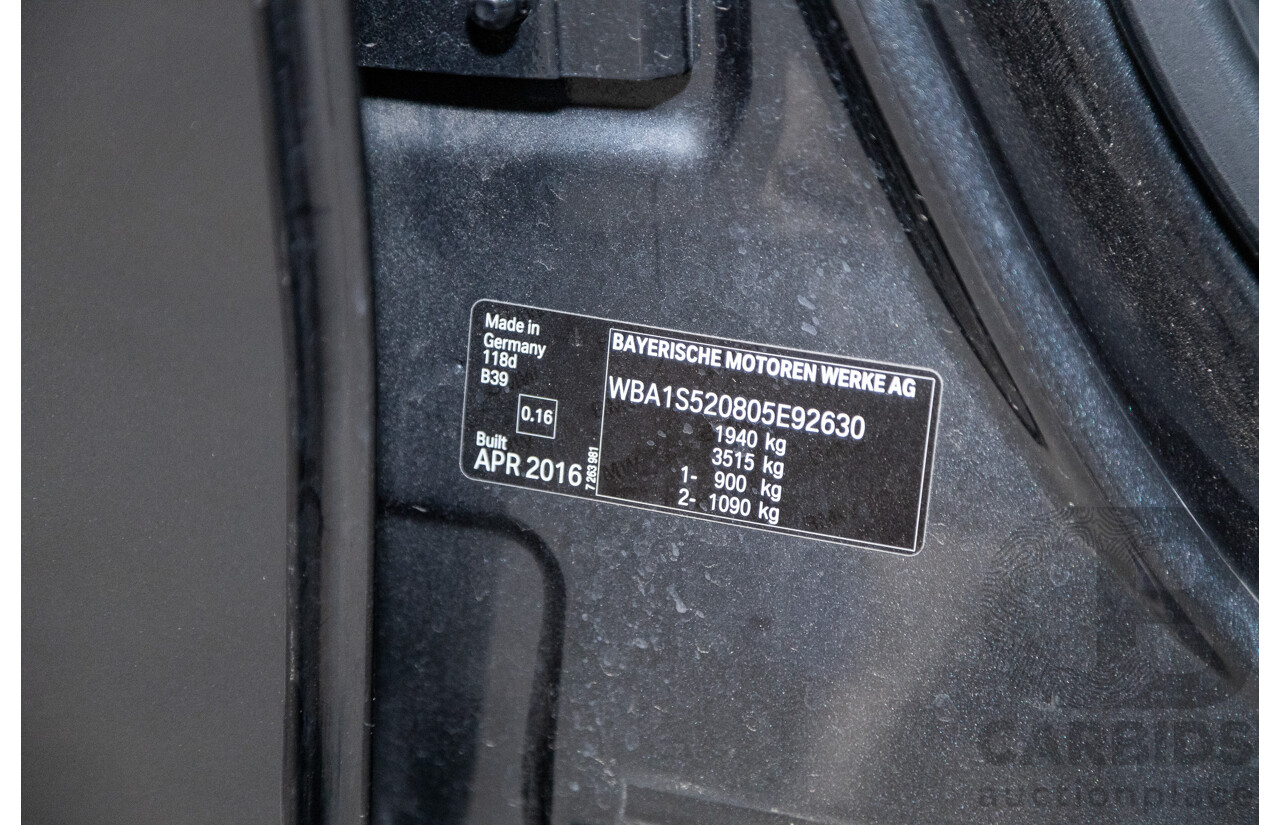 Made in
Germany
118d
B39
0.16
Built
APR 2016
7 263 981
BAYERISCHE MOTOREN WERKE AG
WBA1S520805E92630
1940 kg
3515 kg
1- 900 kg
2- 1090 kg
CARBIDS
auctionplace